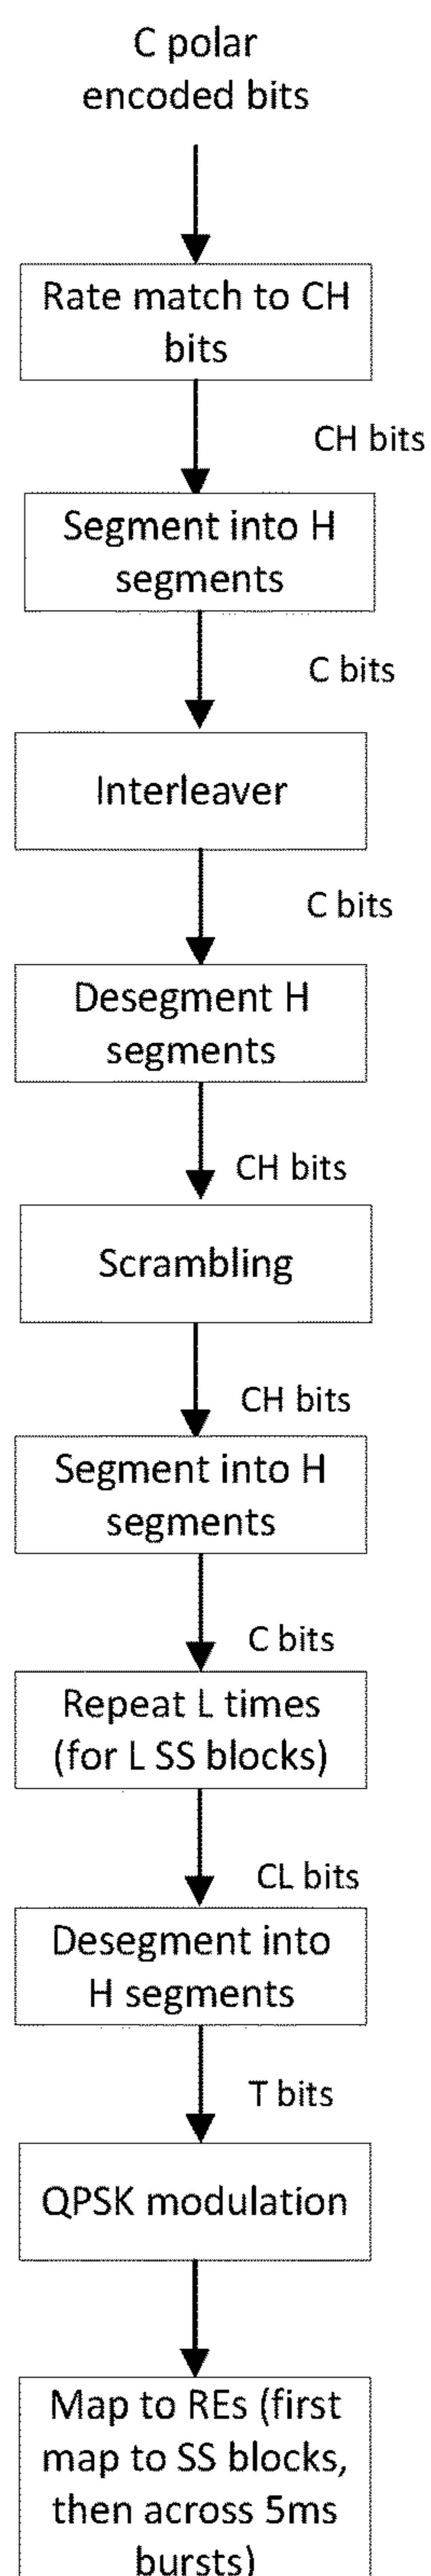 C polar
encoded bits
Rate match to CH
bits
CH bits
Segment into H
segments
C bits
Interleaver
C bits
Desegment H
segments
CH bits
Scrambling
CH bits
Segment into H
segments
C bits
Repeat L times
(for L SS blocks)
CL bits
Desegment into
H segments
T bits
QPSK modulation
Map to REs (first
map to SS blocks,
then across 5ms
bursts)